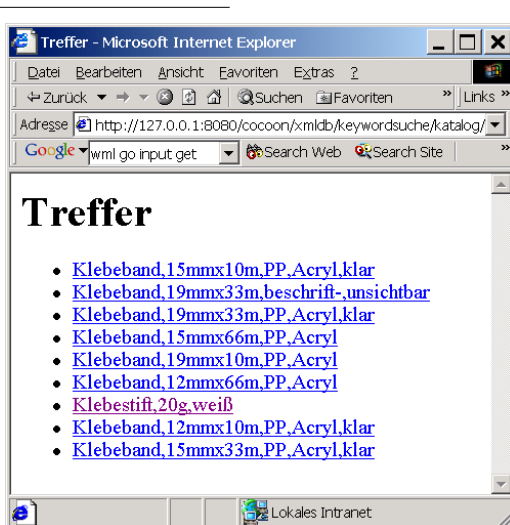 Treffer - Microsoft Internet Explorer
Datei Bearbeiten Ansicht Favoriten Extras ?
Zurück Suchen Favoriten » Links »
Adresse http://127.0.0.1:8080/cocoon/xmldb/keywordsuche/katalog/
Google wml go input get Search Web Search Site »
Treffer
Klebeband,15mmx10m,PP,Acryl,klar
Klebeband,19mmx33m,beschrift-,unsichtbar
Klebeband,19mmx33m,PP,Acryl,klar
Klebeband,15mmx66m,PP,Acryl
Klebeband,19mmx10m,PP,Acryl
Klebeband,12mmx66m,PP,Acryl
Klebestift,20g,weiß
Klebeband,12mmx10m,PP,Acryl,klar
Klebeband,15mmx33m,PP,Acryl,klar
Lokales Intranet